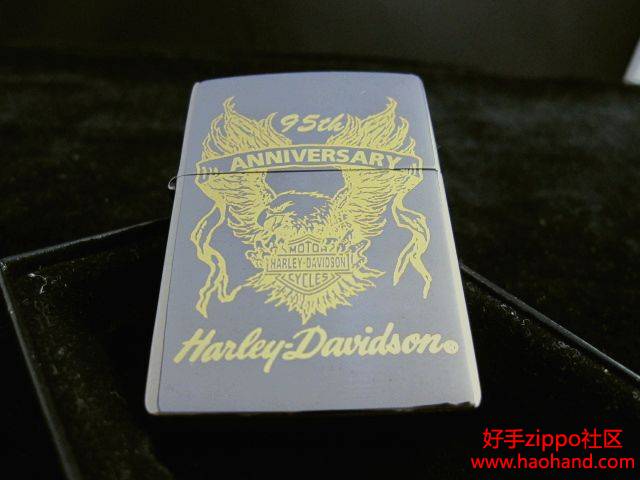 95th
ANNIVERSARY
MOTOR
HARLEY-DAVIDSON
CYCLES
Harley-Davidson®
好手zippo社区
www.haohand.com